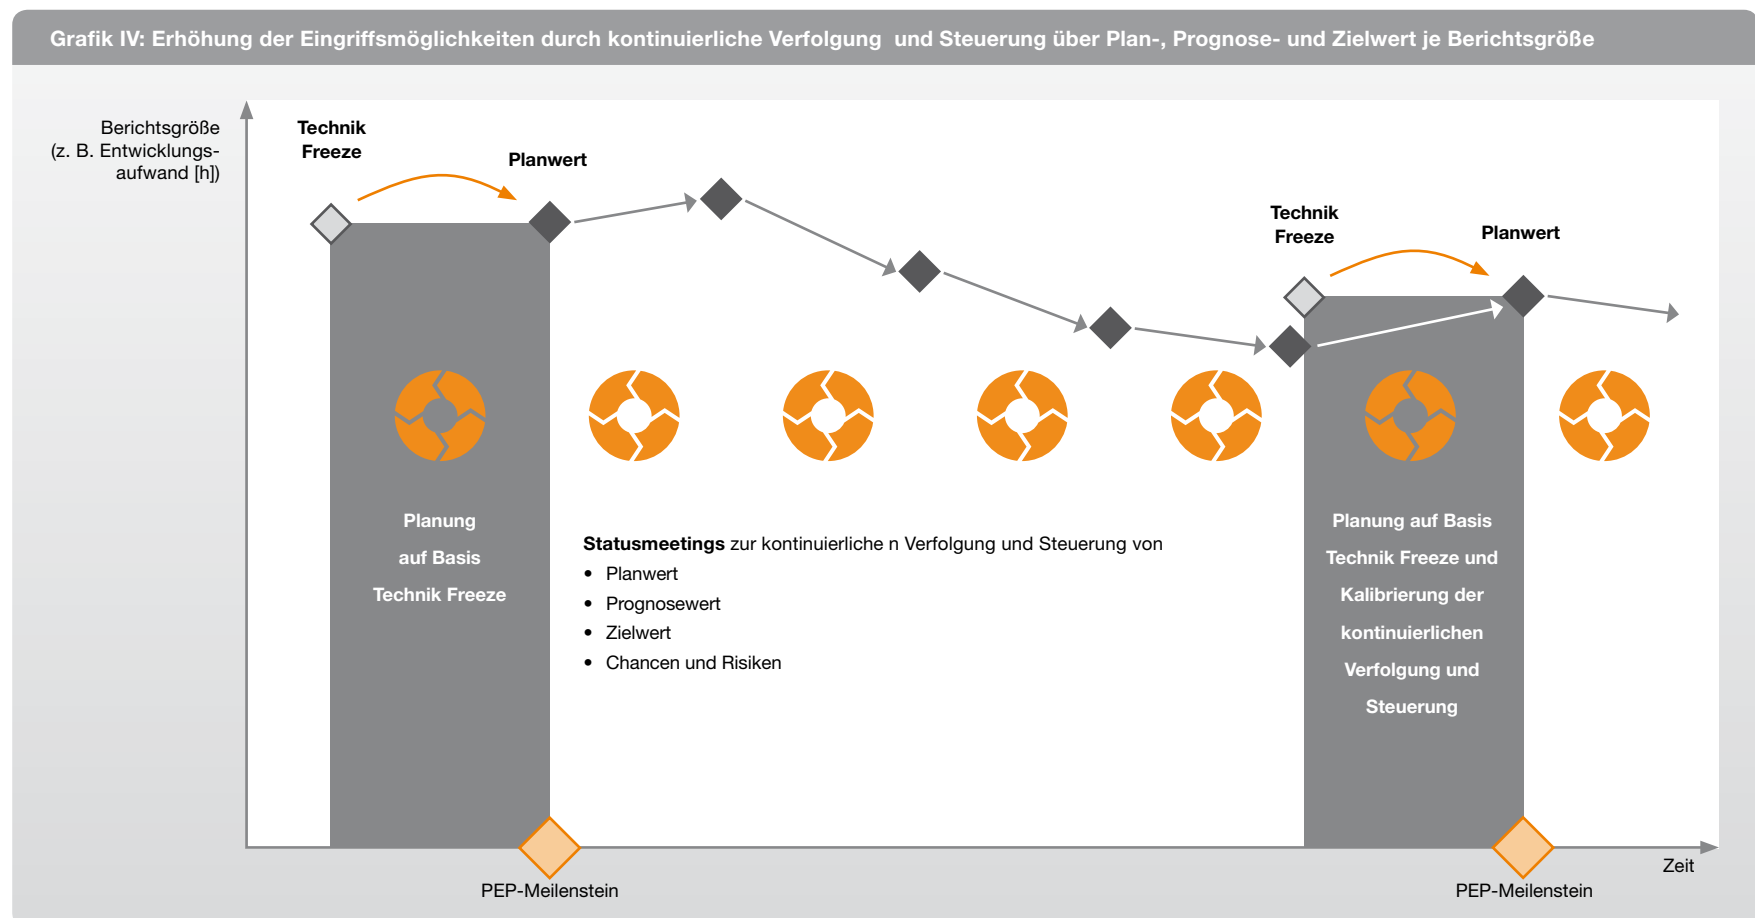 Grafik IV: Erhöhung der Eingriffsmöglichkeiten durch kontinuierliche Verfolgung  und Steuerung über Plan-, Prognose- und Zielwert je Berichtsgröße
Berichtsgröße
(z. B. Entwicklungs-
aufwand [h])
Technik
Freeze
Planwert
Technik
Freeze
Planwert
Planung
auf Basis
Technik Freeze
Statusmeetings zur kontinuierliche n Verfolgung und Steuerung von
• Planwert
• Prognosewert
• Zielwert
• Chancen und Risiken
Planung auf Basis
Technik Freeze und
Kalibrierung der
kontinuierlichen
Verfolgung und
Steuerung
Zeit
PEP-Meilenstein
PEP-Meilenstein